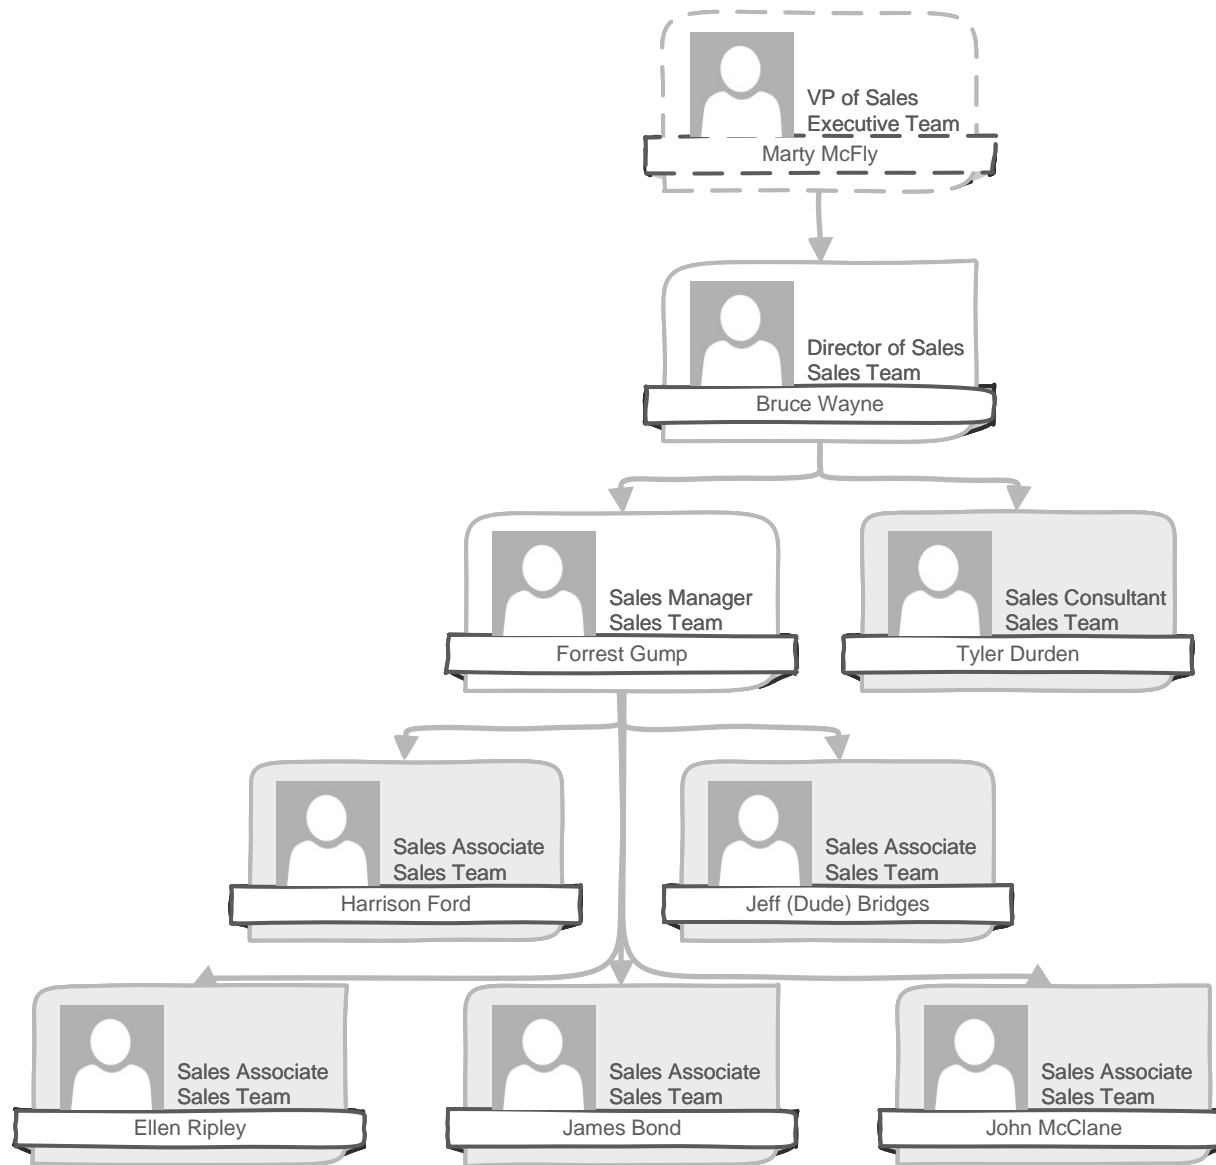 VP of Sales
Executive Team
Marty McFly
Director of Sales
Sales Team
Bruce Wayne
Sales Manager
Sales Team
Forrest Gump
Sales Consultant
Sales Team
Tyler Durden
Sales Associate
Sales Team
Harrison Ford
Sales Associate
Sales Team
Jeff (Dude) Bridges
Sales Associate
Sales Team
Ellen Ripley
Sales Associate
Sales Team
James Bond
Sales Associate
Sales Team
John McClane